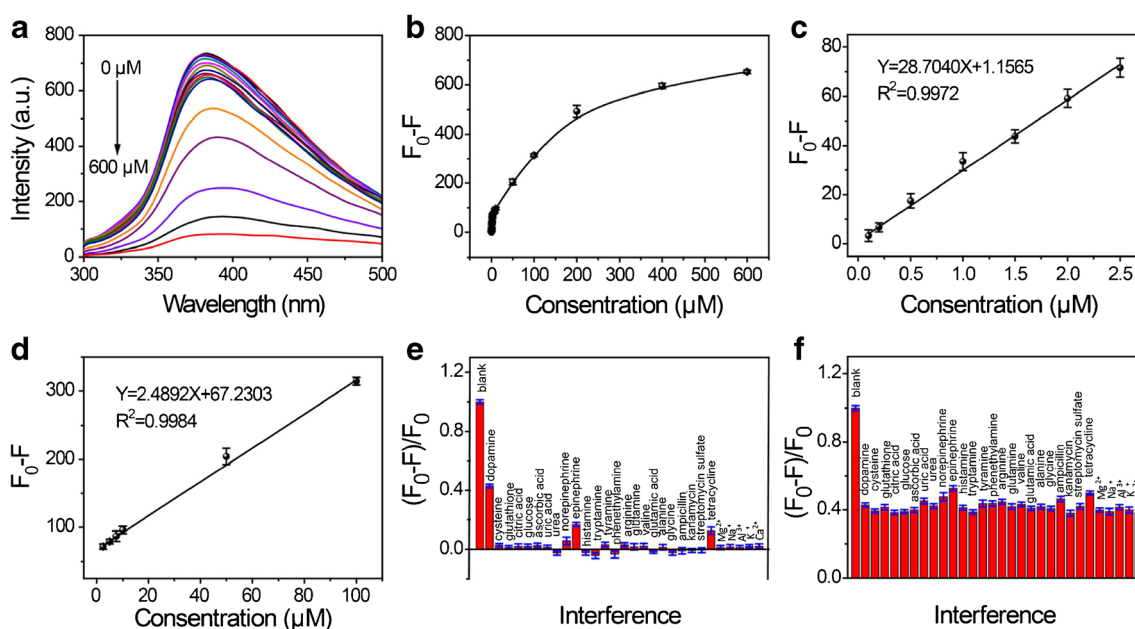 a
800
600
400
200
0
300 350 400 450 500
Intensity (a.u.)
Wavelength (nm)
0 μM
600 μM
b
800
600
400
200
0
0 100 200 300 400 500 600
F0-F
Consentration (μM)
c
80
60
40
20
0
0.0 0.5 1.0 1.5 2.0 2.5
F0-F
Consentration (μM)
Y=28.7040X+1.1565
R2=0.9972
d
300
200
100
0 20 40 60 80 100
F0-F
Consentration (μM)
Y=2.4892X+67.2303
R2=0.9984
e
1.2
0.8
0.4
0.0
(F0-F)/F0
Interference
blank
dopamine
cysteine
glutathione
citric acid
glucose
ascorbic acid
uric acid
urea
norepinephrine
epinephrine
histamine
tryptamine
tyramine
phenethylamine
arginine
glutamine
valine
glutamic acid
alanine
glycine
ampicillin
kanamycin
streptomycin sulfate
tetracycline
Mg2+
Na+
Al3+
K+
Ca2+
f
1.2
0.8
0.4
0.0
(F0-F)/F0
Interference
blank
dopamine
cysteine
glutathione
citric acid
glucose
ascorbic acid
uric acid
urea
norepinephrine
epinephrine
histamine
tryptamine
tyramine
phenethylamine
arginine
glutamine
valine
glutamic acid
alanine
glycine
ampicillin
kanamycin
streptomycin sulfate
tetracycline
Mg2+
Na+
Al3+
K+